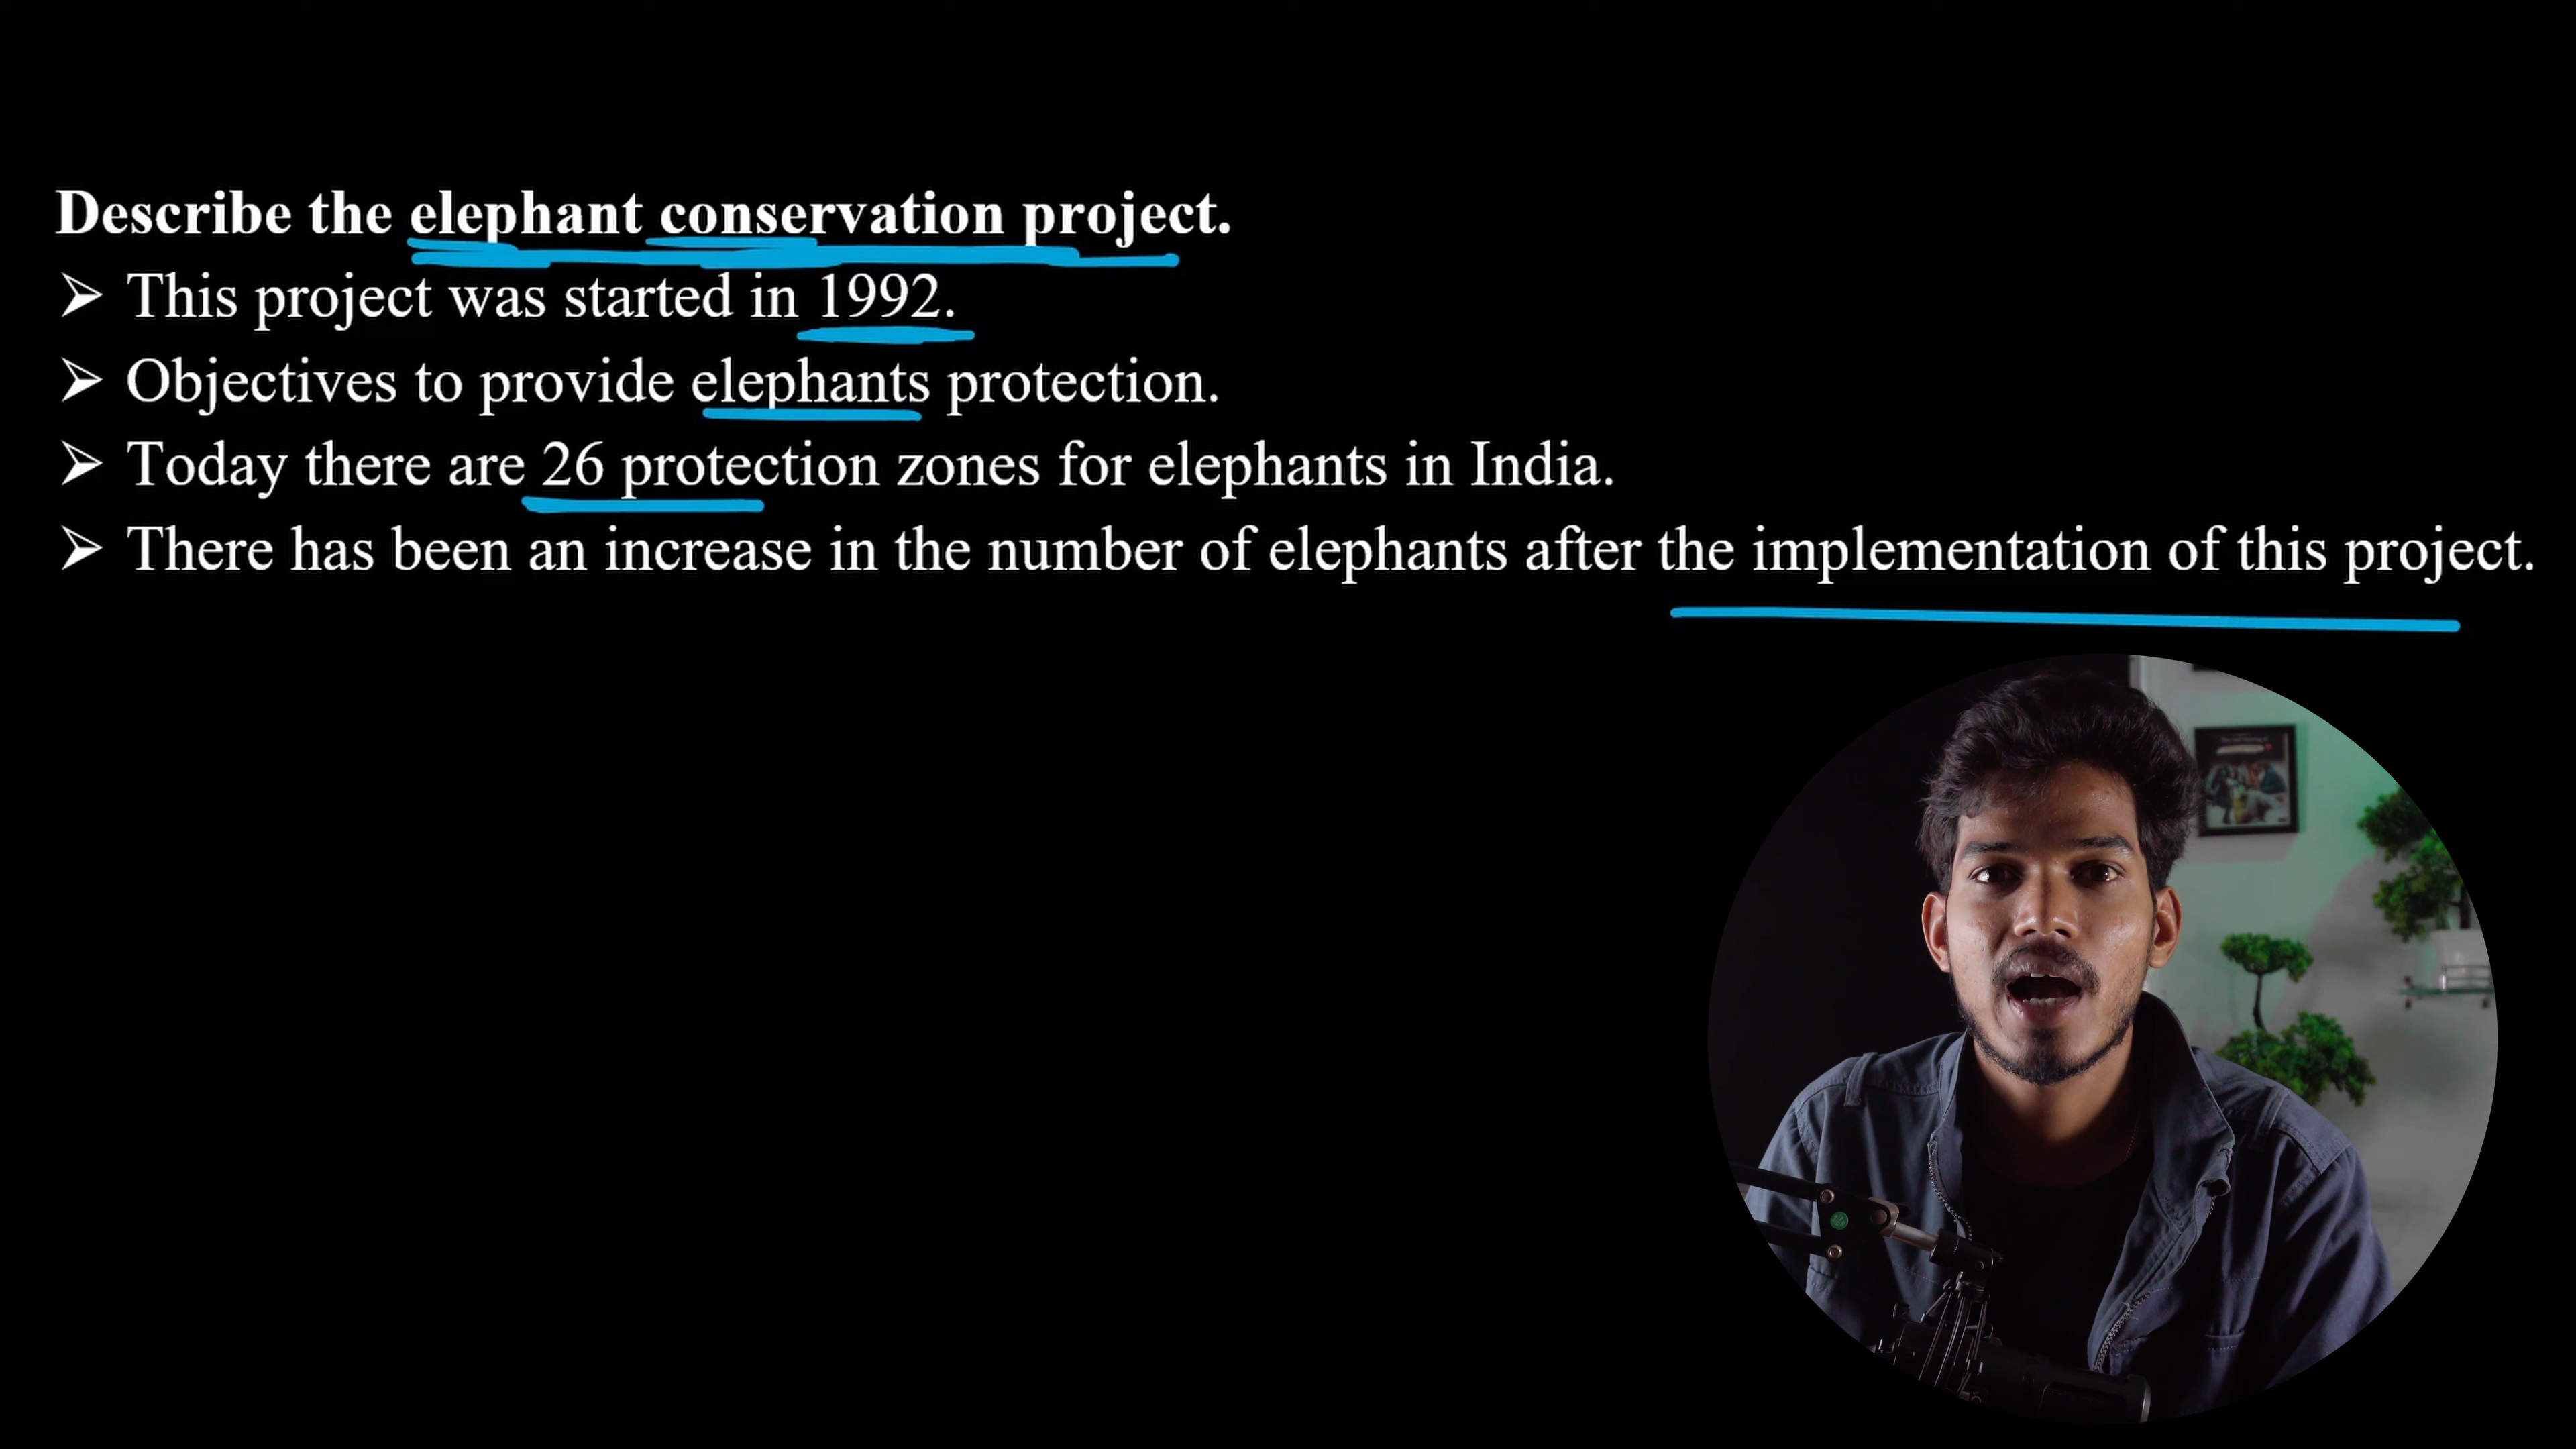 Describe the elephant conservation project.
➢ This project was started in 1992.
➢ Objectives to provide elephants protection.
➢ Today there are 26 protection zones for elephants in India.
➢ There has been an increase in the number of elephants after the implementation of this project.